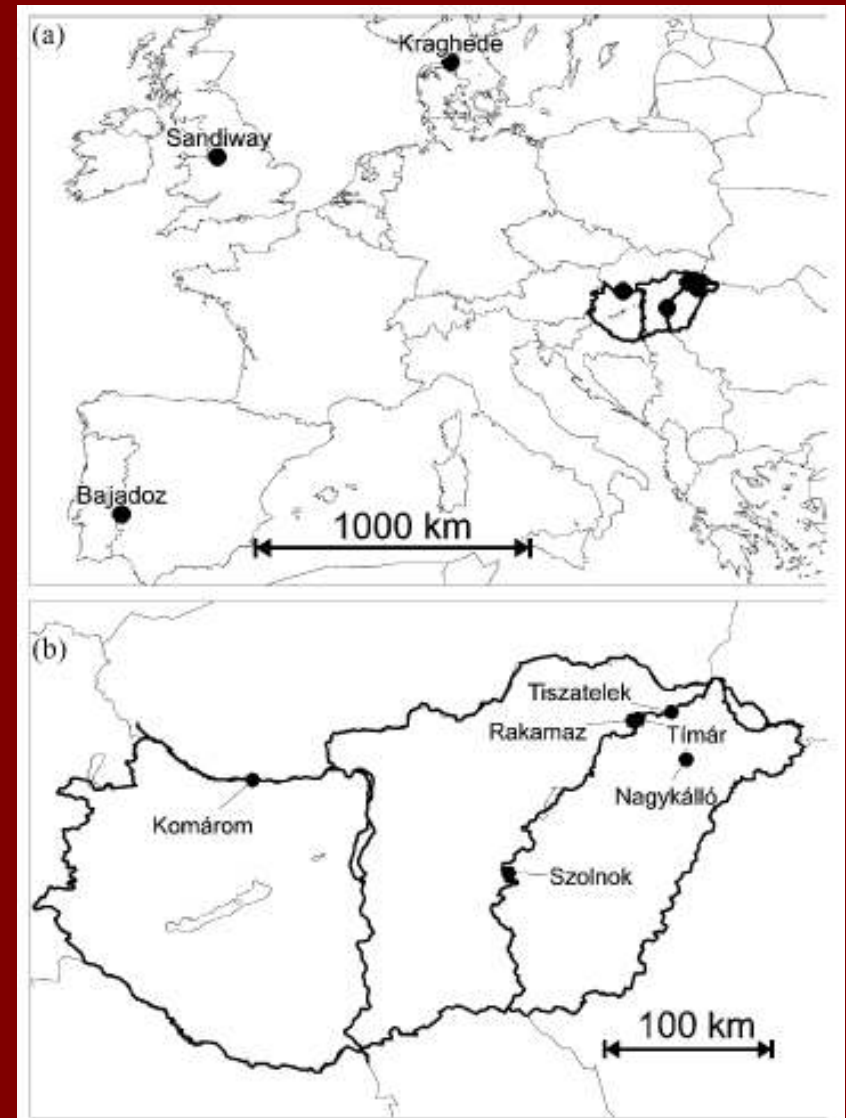 (a)
Kraghede
Sandiway
Bajadoz
1000 km
(b)
Tiszatelek
Rakamaz
Tímár
Nagykálló
Komárom
Szolnok
100 km